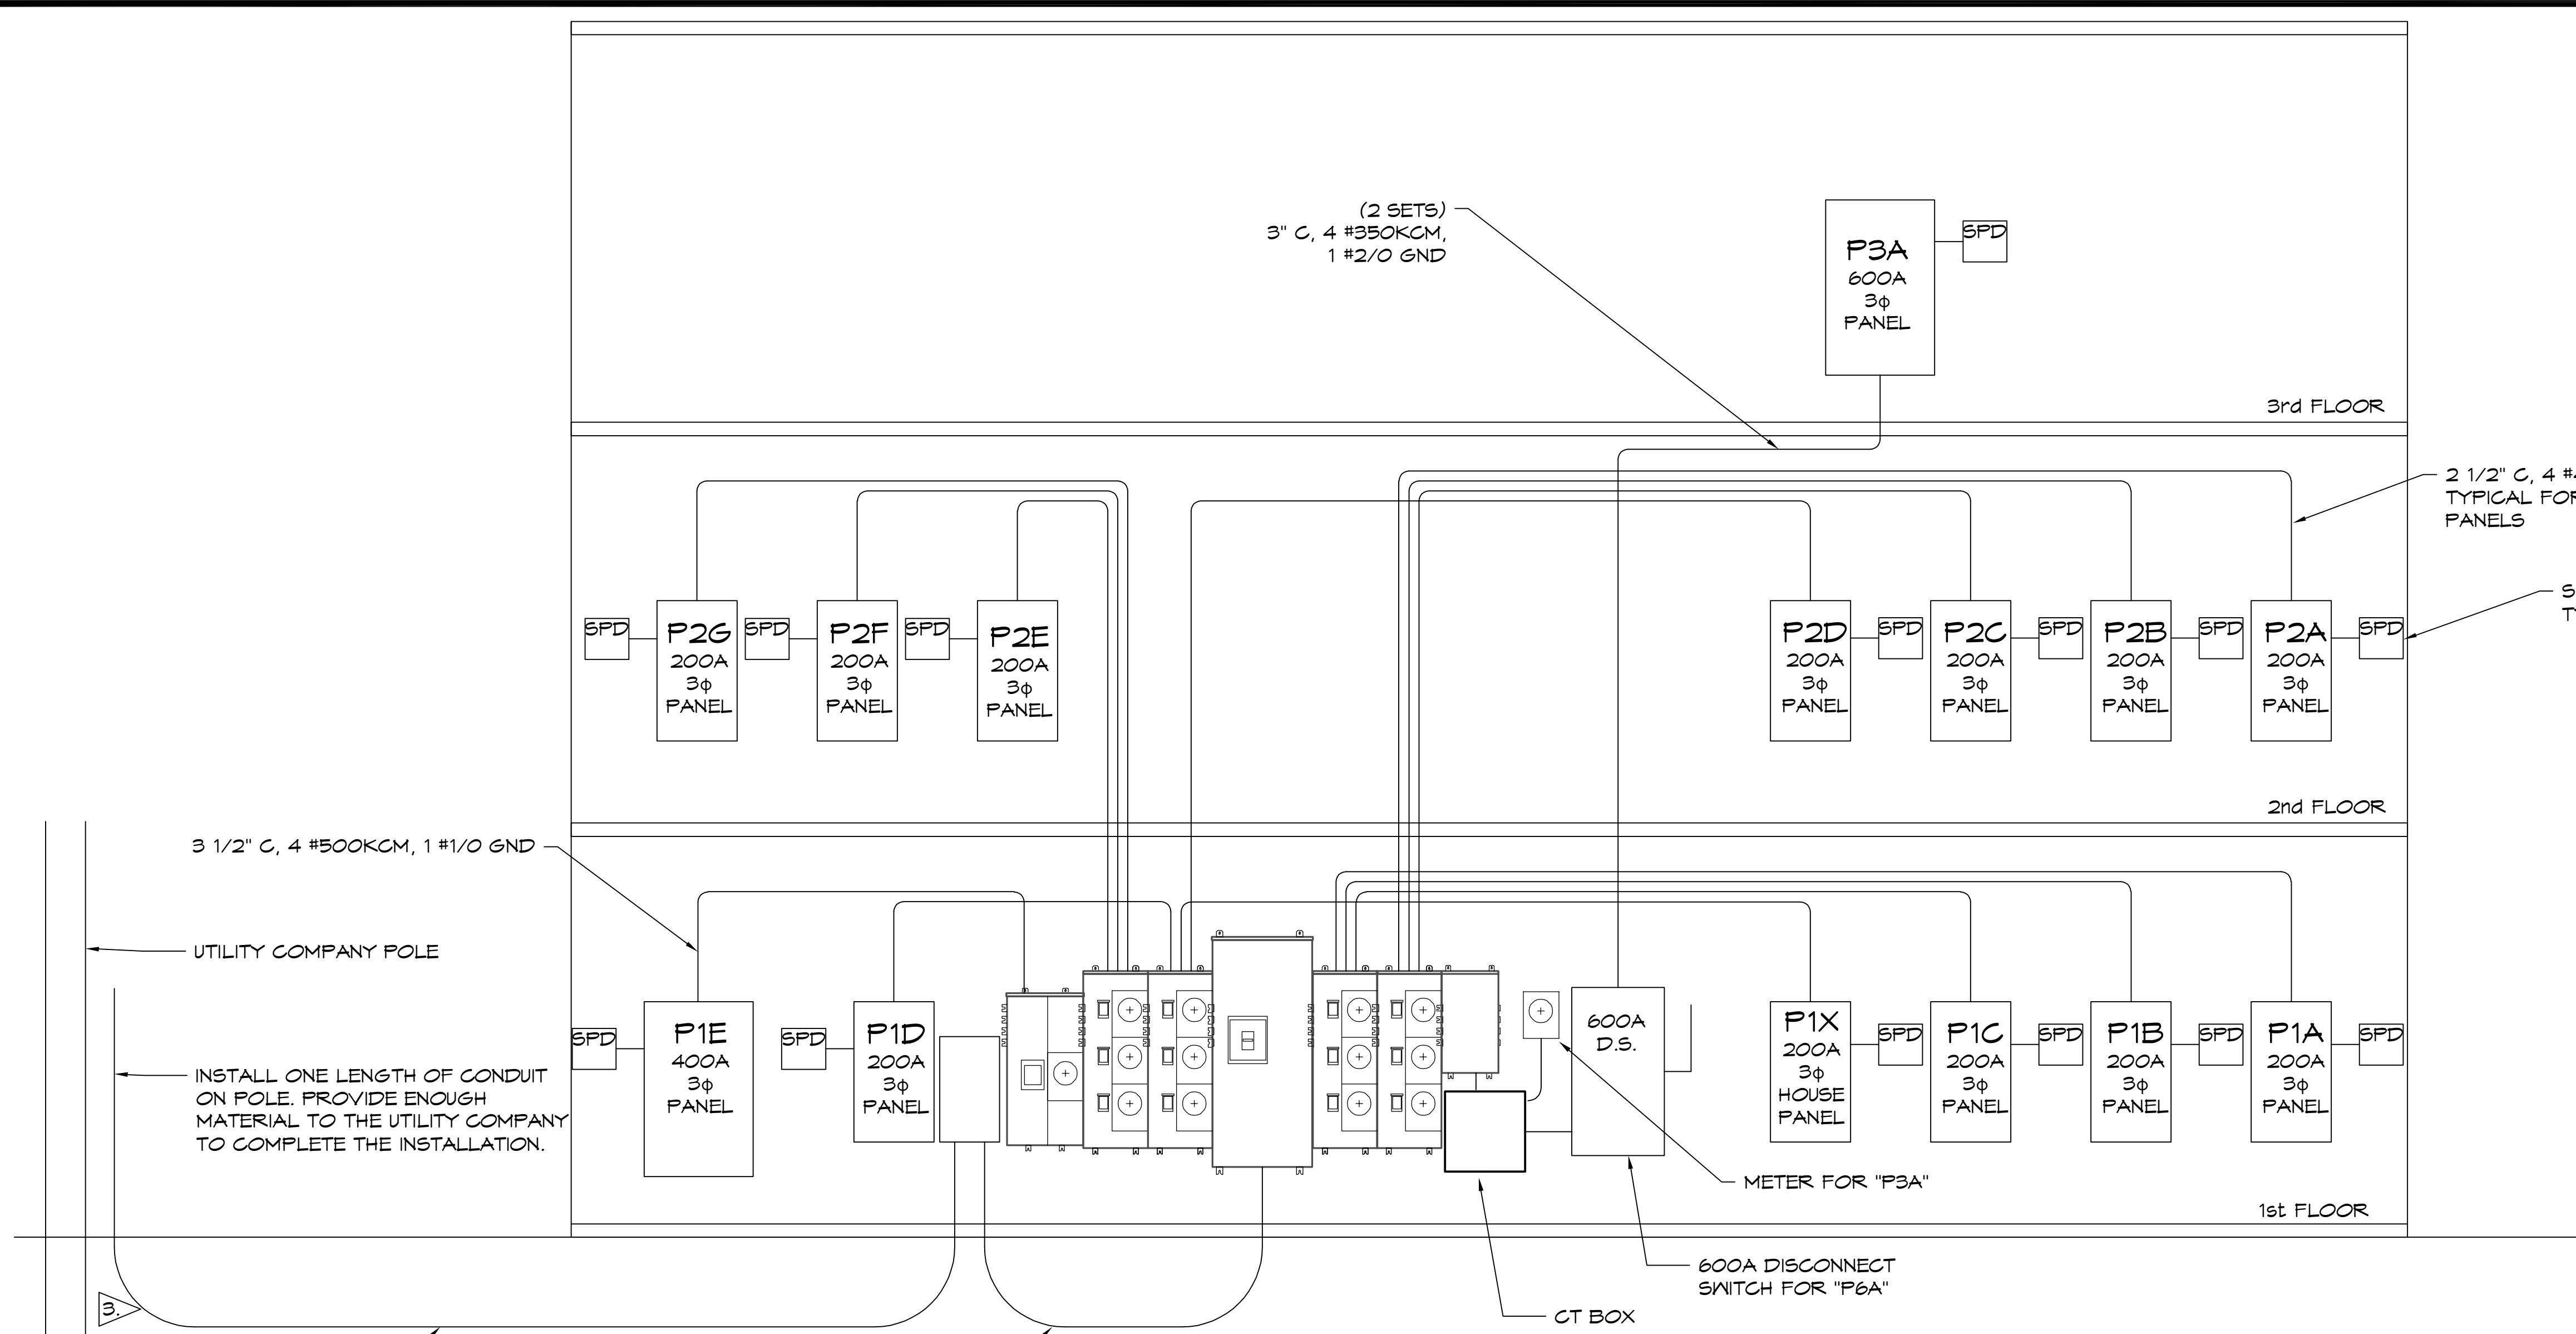 (2 SETS)
3" C, 4 #350KCM,
1 #2/0 GND
P3A
600A
3φ
PANEL
SPD
3rd FLOOR
2 1/2" C, 4 #
TYPICAL FOR
PANELS
SPD
P2G
200A
3φ
PANEL
SPD
P2F
200A
3φ
PANEL
SPD
P2E
200A
3φ
PANEL
P2D
200A
3φ
PANEL
SPD
P2C
200A
3φ
PANEL
SPD
P2B
200A
3φ
PANEL
SPD
P2A
200A
3φ
PANEL
SPD
2nd FLOOR
3 1/2" C, 4 #500KCM, 1 #1/0 GND
UTILITY COMPANY POLE
INSTALL ONE LENGTH OF CONDUIT
ON POLE. PROVIDE ENOUGH
MATERIAL TO THE UTILITY COMPANY
TO COMPLETE THE INSTALLATION.
SPD
P1E
400A
3φ
PANEL
SPD
P1D
200A
3φ
PANEL
600A
D.S.
P1X
200A
3φ
HOUSE
PANEL
SPD
P1C
200A
3φ
PANEL
SPD
P1B
200A
3φ
PANEL
SPD
P1A
200A
3φ
PANEL
SPD
METER FOR "P3A"
1st FLOOR
600A DISCONNECT
SWITCH FOR "P6A"
CT BOX
3.